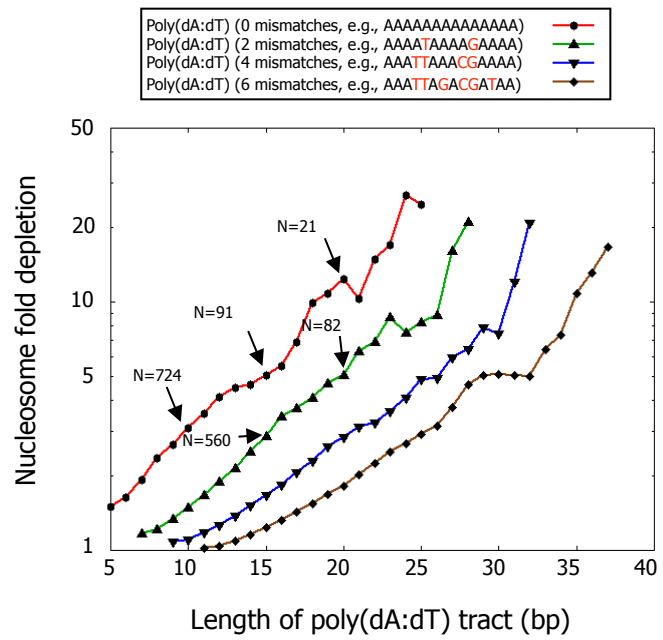 Poly(dA:dT) (0 mismatches, e.g., AAAAAAAAAAAAAA)
Poly(dA:dT) (2 mismatches, e.g., AAAATAAAAGAAAA)
Poly(dA:dT) (4 mismatches, e.g., AAATTAAACGAAAA)
Poly(dA:dT) (6 mismatches, e.g., AAATTAGACGATAA)
50
20
10
5
1
Nucleosome fold depletion
N=21
N=91
N=82
N=724
N=560
5 10 15 20 25 30 35 40
Length of poly(dA:dT) tract (bp)